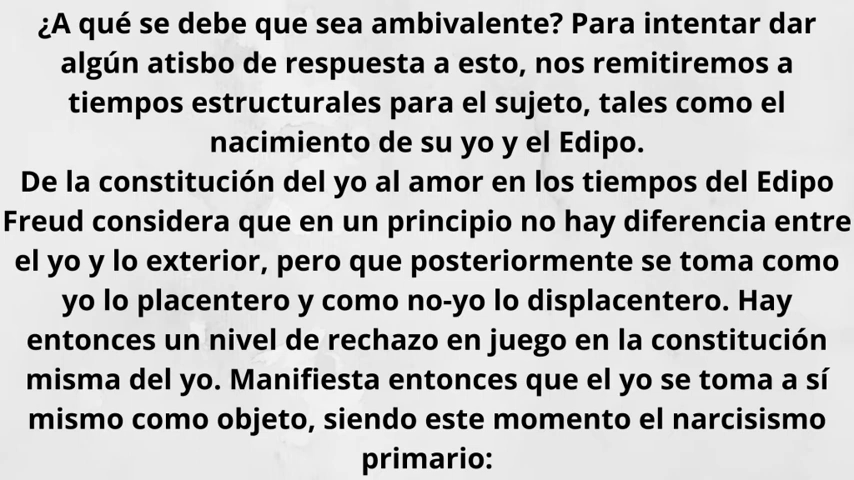 ¿A qué se debe que sea ambivalente? Para intentar dar
algún atisbo de respuesta a esto, nos remitiremos a
tiempos estructurales para el sujeto, tales como el
nacimiento de su yo y el Edipo.
De la constitución del yo al amor en los tiempos del Edipo
Freud considera que en un principio no hay diferencia entre
el yo y lo exterior, pero que posteriormente se toma como
yo lo placentero y como no-yo lo displacentero. Hay
entonces un nivel de rechazo en juego en la constitución
misma del yo. Manifiesta entonces que el yo se toma a sí
mismo como objeto, siendo este momento el narcisismo
primario: